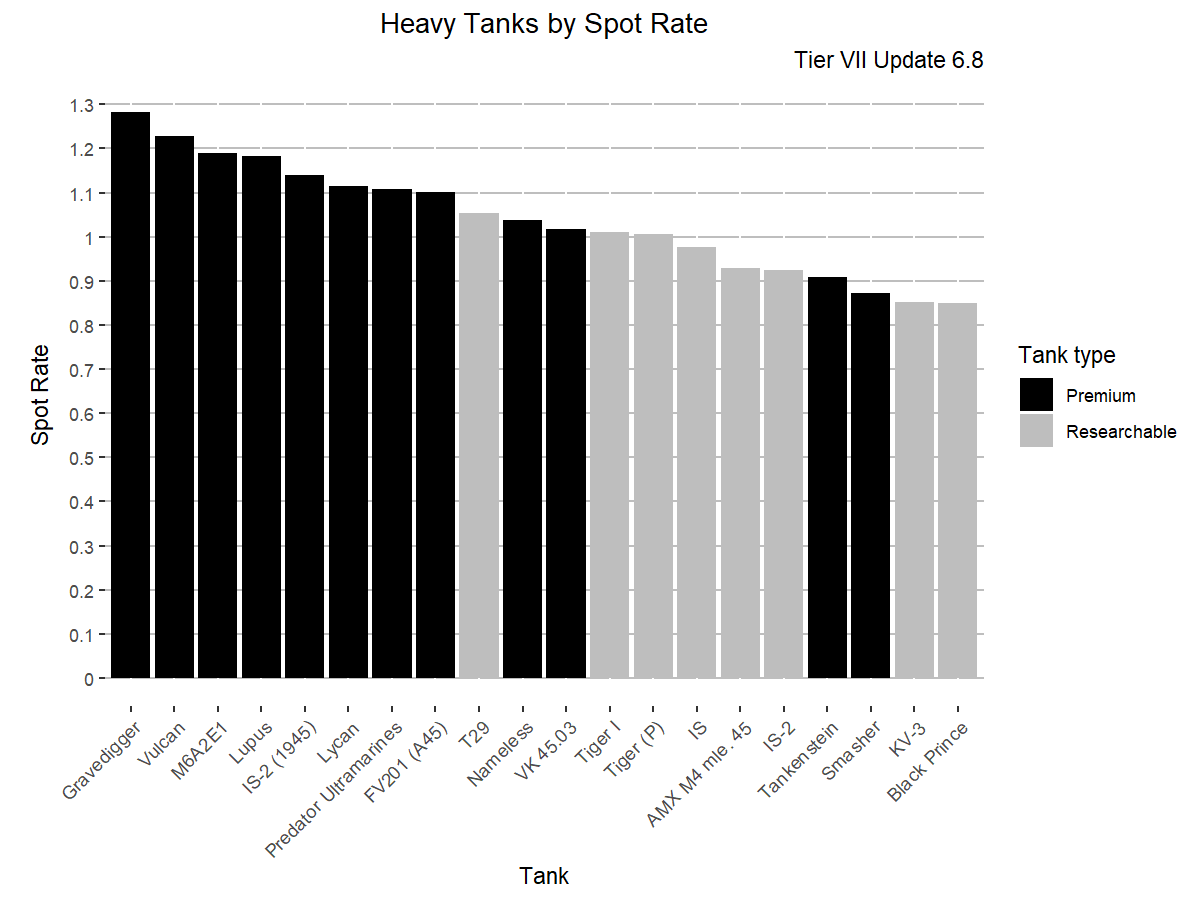 Heavy Tanks by Spot Rate
Tier VII Update 6.8
1.3
1.2
1.1
1
0.9
0.8
0.7
0.6
0.5
0.4
0.3
0.2
0.1
0
Spot Rate
Gravedigger
Vulcan
M6A2E1
Lupus
IS-2 (1945)
Lycan
Predator Ultramarines
FV201 (A45)
T29
Nameless
VK 45.03
Tiger I
Tiger (P)
IS
AMX M4 mle. 45
IS-2
Tankenstein
Smasher
KV-3
Black Prince
Tank
Tank type
Premium
Researchable